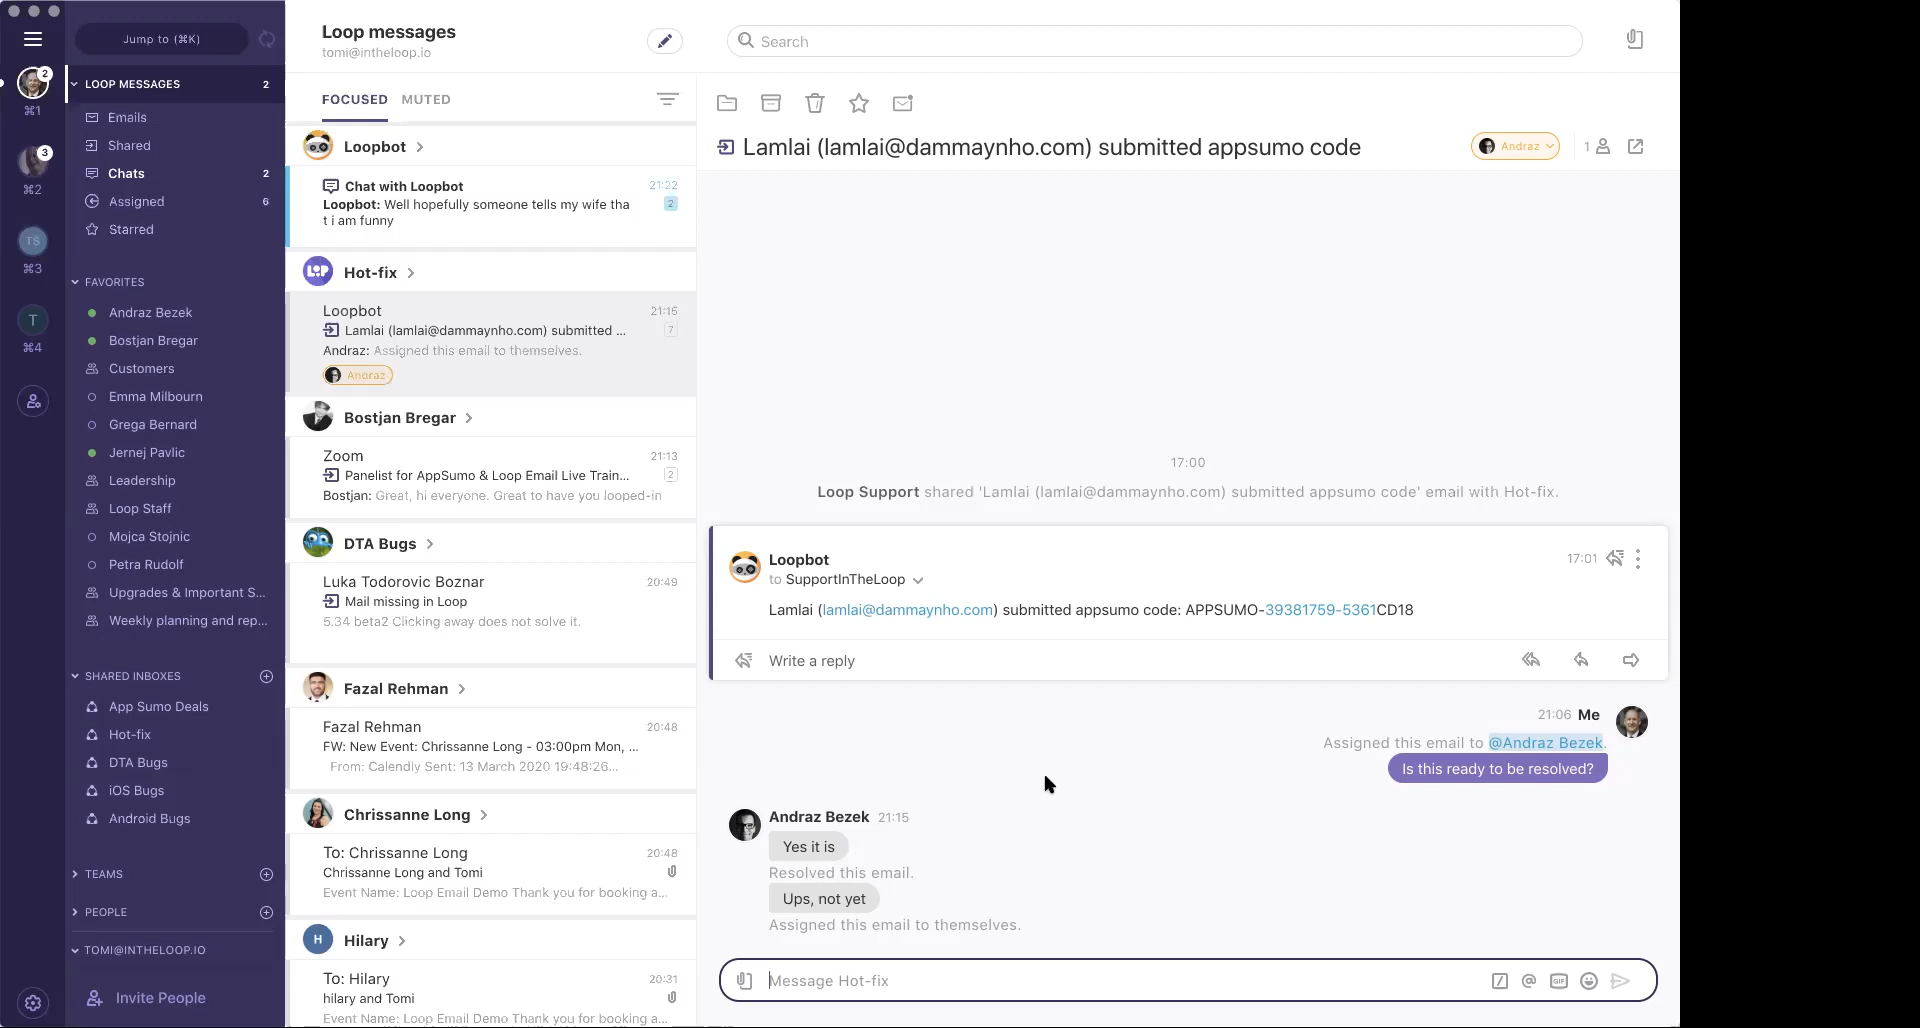 Jump to (⌘K)
2
⌘1
3
⌘2
TS
⌘3
T
⌘4
LOOP MESSAGES 2
Emails
Shared
Chats 2
Assigned 6
Starred
FAVORITES
Andraz Bezek
Bostjan Bregar
Customers
Emma Milbourn
Grega Bernard
Jernej Pavlic
Leadership
Loop Staff
Mojca Stojnic
Petra Rudolf
Upgrades & Important S...
Weekly planning and rep...
SHARED INBOXES
App Sumo Deals
Hot-fix
DTA Bugs
iOS Bugs
Android Bugs
TEAMS
PEOPLE
TOMI@INTHELOOP.IO
Invite People
Loop messages
tomi@intheloop.io
FOCUSED MUTED
Loopbot
Chat with Loopbot 21:22
Loopbot: Well hopefully someone tells my wife tha 2
t i am funny
LOOP
Hot-fix
Loopbot 21:15
Lamlai (lamlai@dammaynho.com) submitted ... 7
Andraz: Assigned this email to themselves.
Andraz
Bostjan Bregar
Zoom 21:13
Panelist for AppSumo & Loop Email Live Train... 2
Bostjan: Great, hi everyone. Great to have you looped-in
DTA Bugs
Luka Todorovic Boznar 20:49
Mail missing in Loop
5.34 beta2 Clicking away does not solve it.
Fazal Rehman
Fazal Rehman 20:48
FW: New Event: Chrissanne Long - 03:00pm Mon, ...
From: Calendly Sent: 13 March 2020 19:48:26...
Chrissanne Long
To: Chrissanne Long 20:48
Chrissanne Long and Tomi
Event Name: Loop Email Demo Thank you for booking a...
H
Hilary
To: Hilary 20:31
hilary and Tomi
Event Name: Loop Email Demo Thank you for booking a...
Search
Lamlai (lamlai@dammaynho.com) submitted appsumo code
Andraz
1
17:00
Loop Support shared 'Lamlai (lamlai@dammaynho.com) submitted appsumo code' email with Hot-fix.
Loopbot 17:01
to SupportInTheLoop
Lamlai (lamlai@dammaynho.com) submitted appsumo code: APPSUMO-39381759-5361CD18
Write a reply
21:06 Me
Assigned this email to @Andraz Bezek.
Is this ready to be resolved?
Andraz Bezek 21:15
Yes it is
Resolved this email.
Ups, not yet
Assigned this email to themselves.
Message Hot-fix
GIF